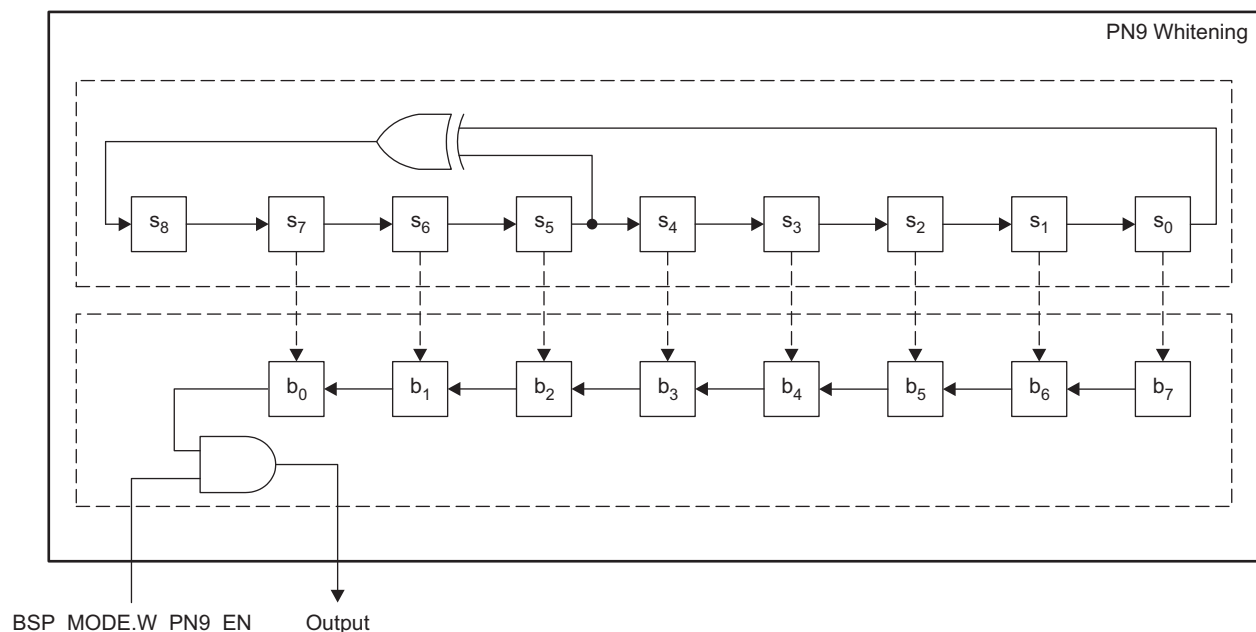 PN9 Whitening
s8 s7 s6 s5 s4 s3 s2 s1 s0
b0 b1 b2 b3 b4 b5 b6 b7
BSP_MODE.W_PN9_EN Output